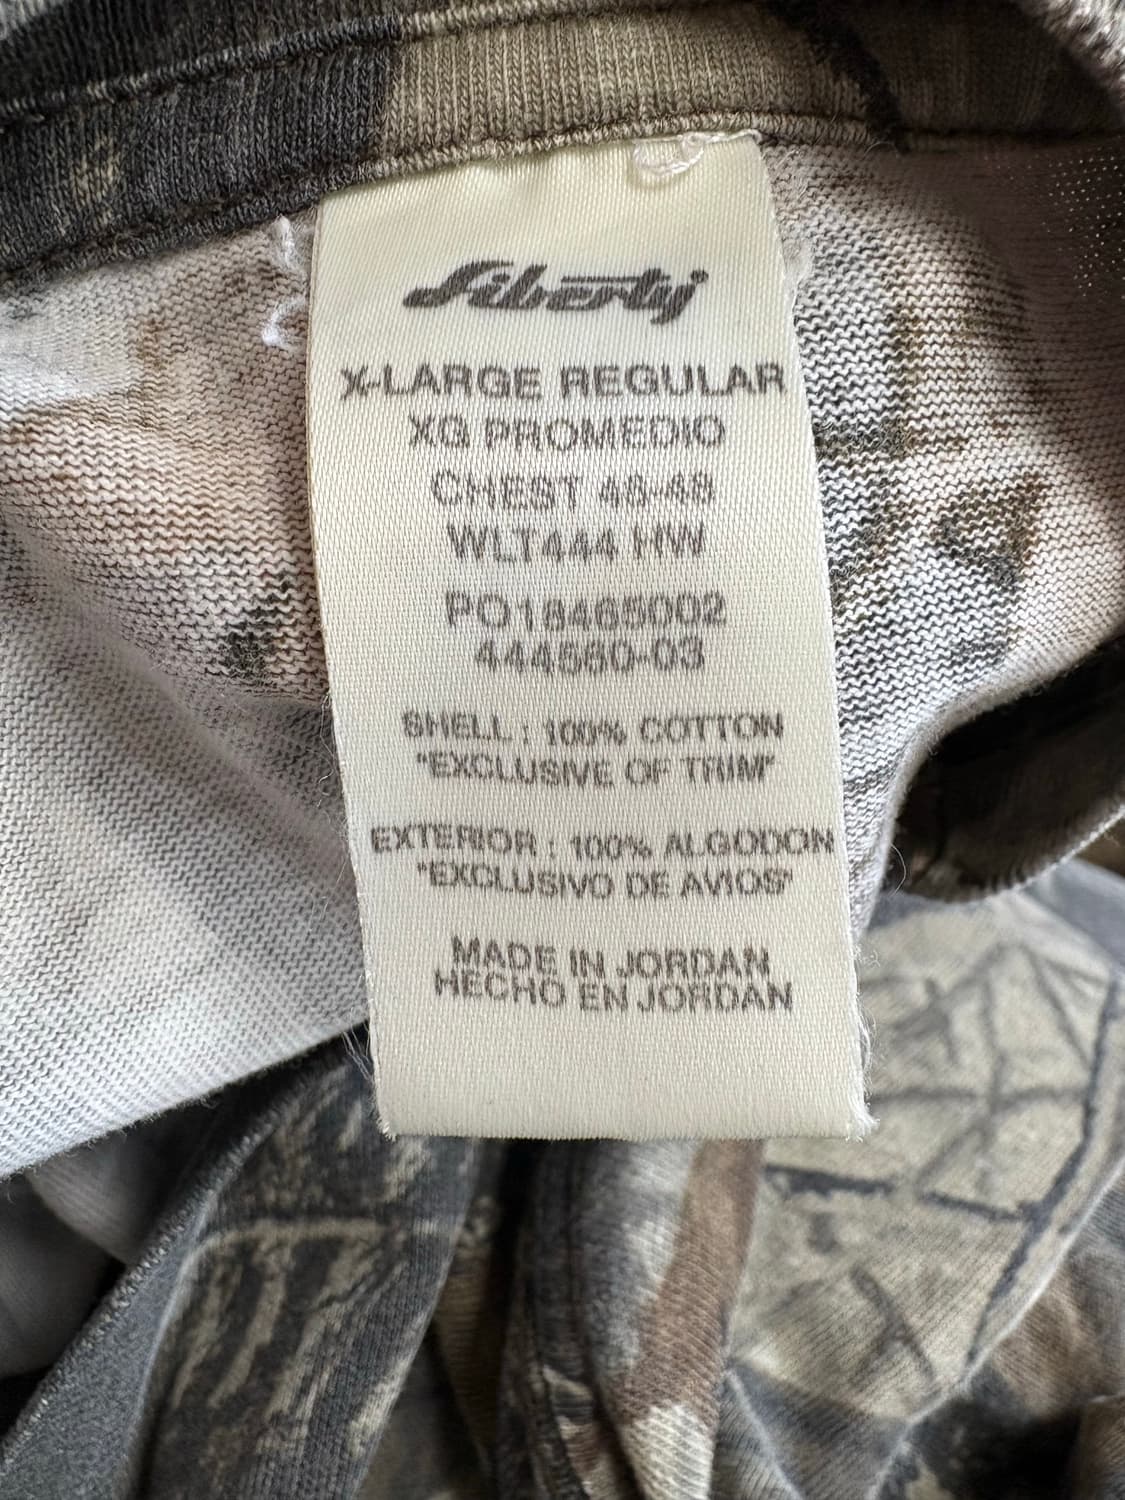 Liberty
X-LARGE REGULAR
XG PROMEDIO
CHEST 46-48
WLT444 HW
PO18465002
444560-03
SHELL : 100% COTTON
"EXCLUSIVE OF TRIM"
EXTERIOR : 100% ALGODON
"EXCLUSIVO DE AVIOS"
MADE IN JORDAN
HECHO EN JORDAN